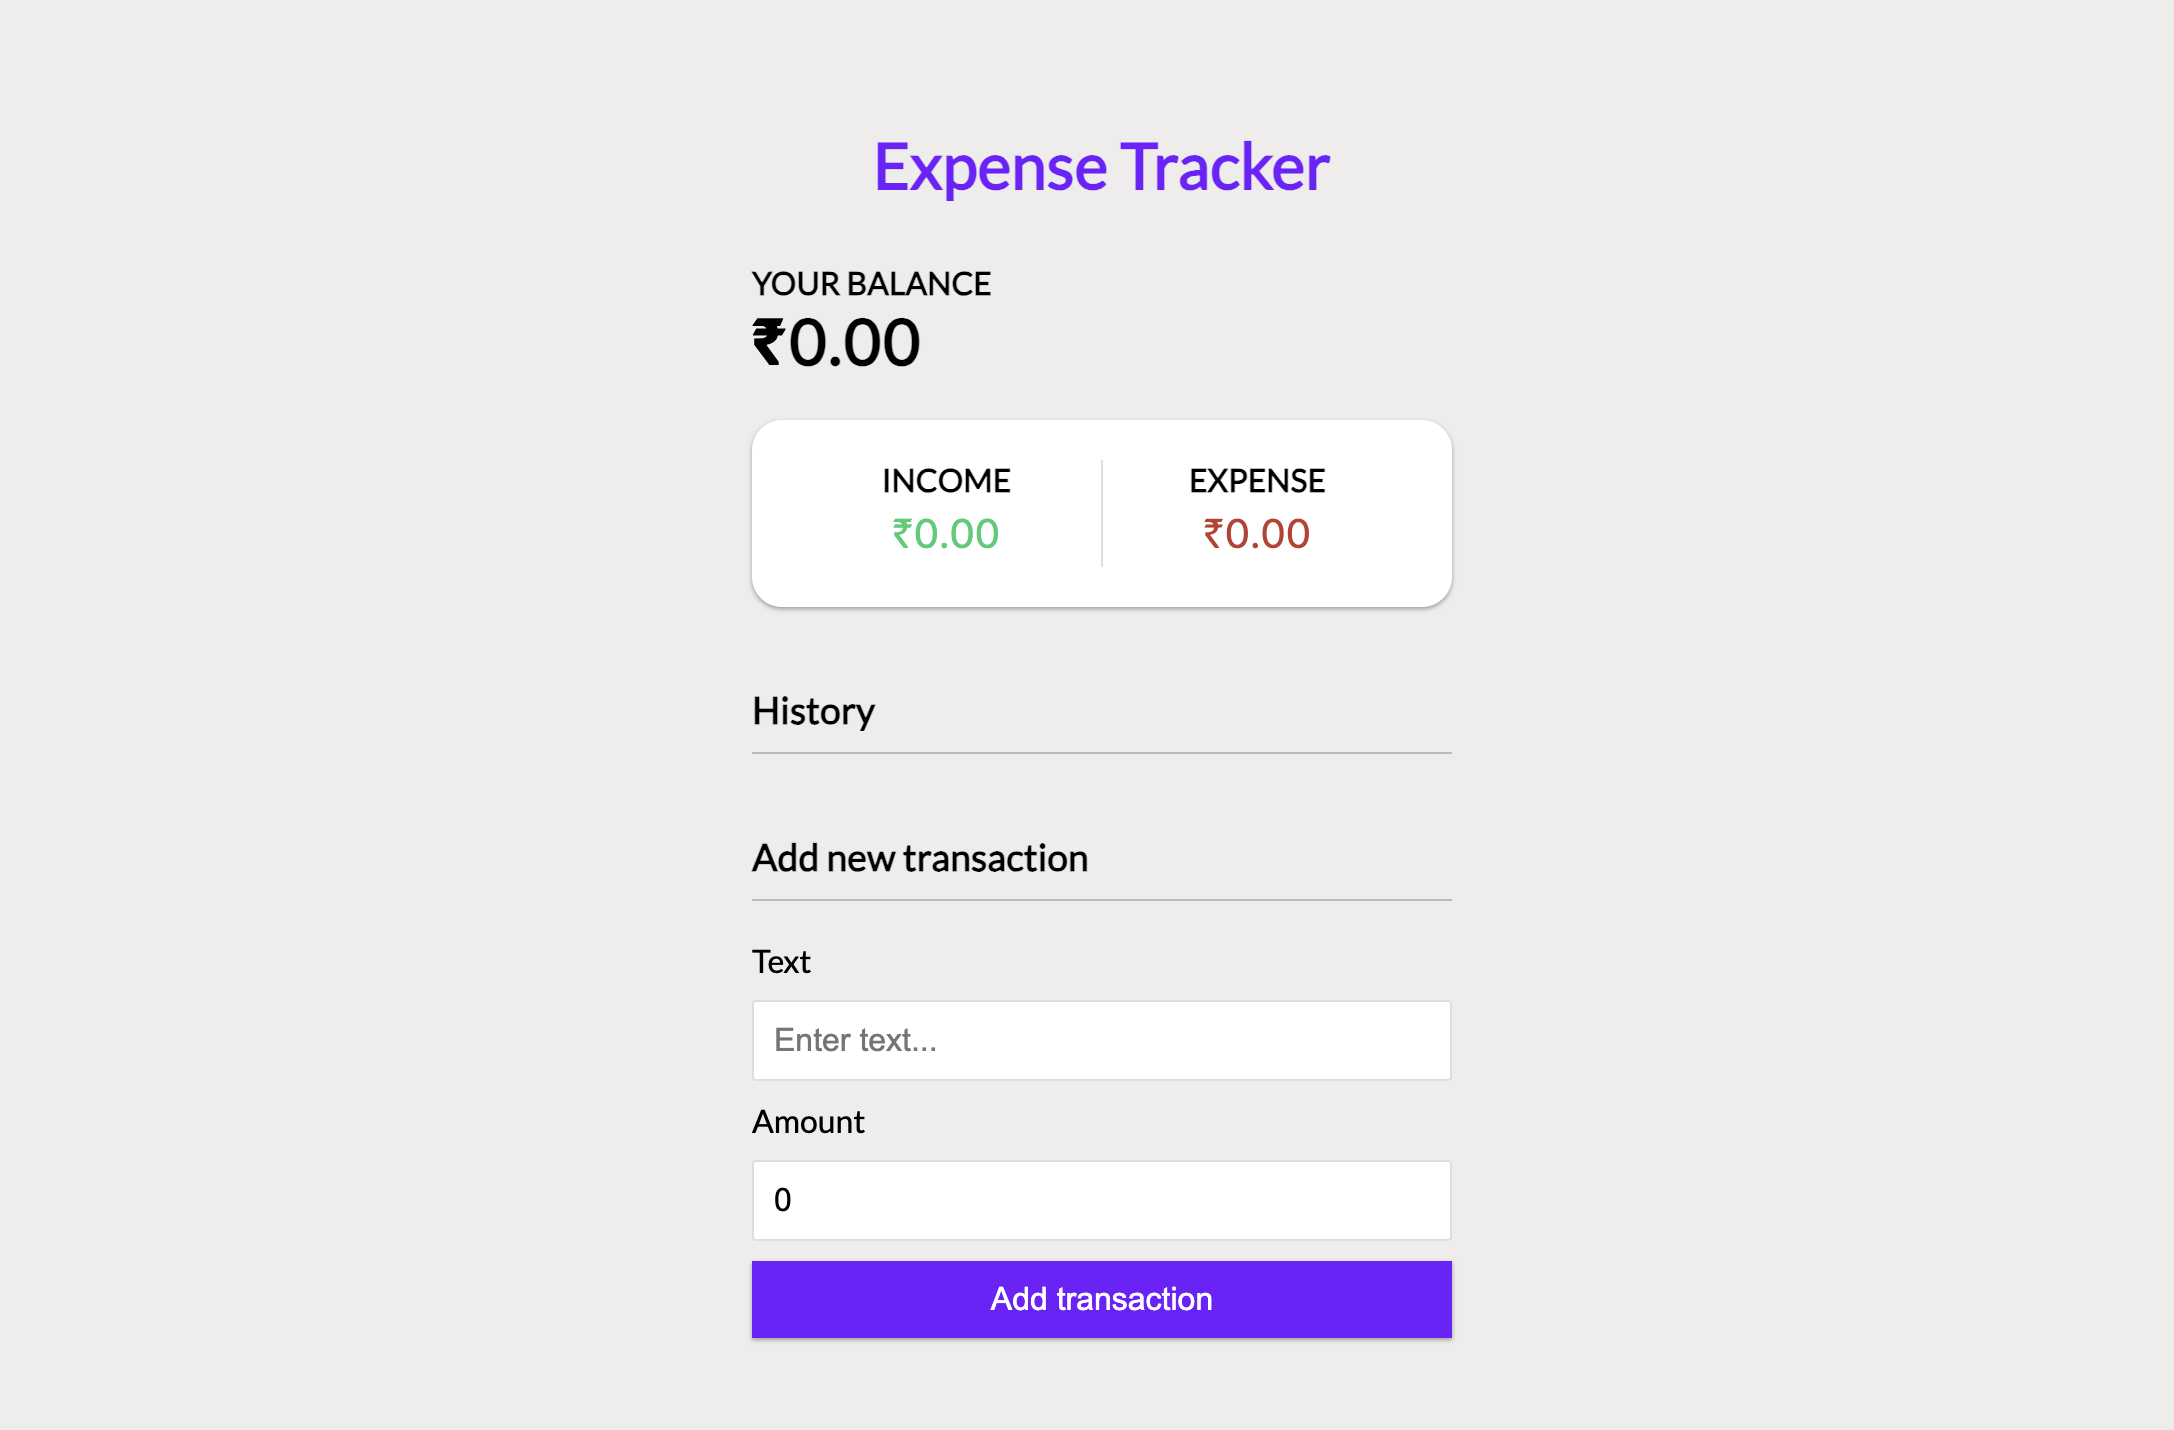 Expense Tracker
YOUR BALANCE
₹0.00
INCOME EXPENSE
₹0.00 ₹0.00
History
Add new transaction
Text
Enter text...
Amount
0
Add transaction